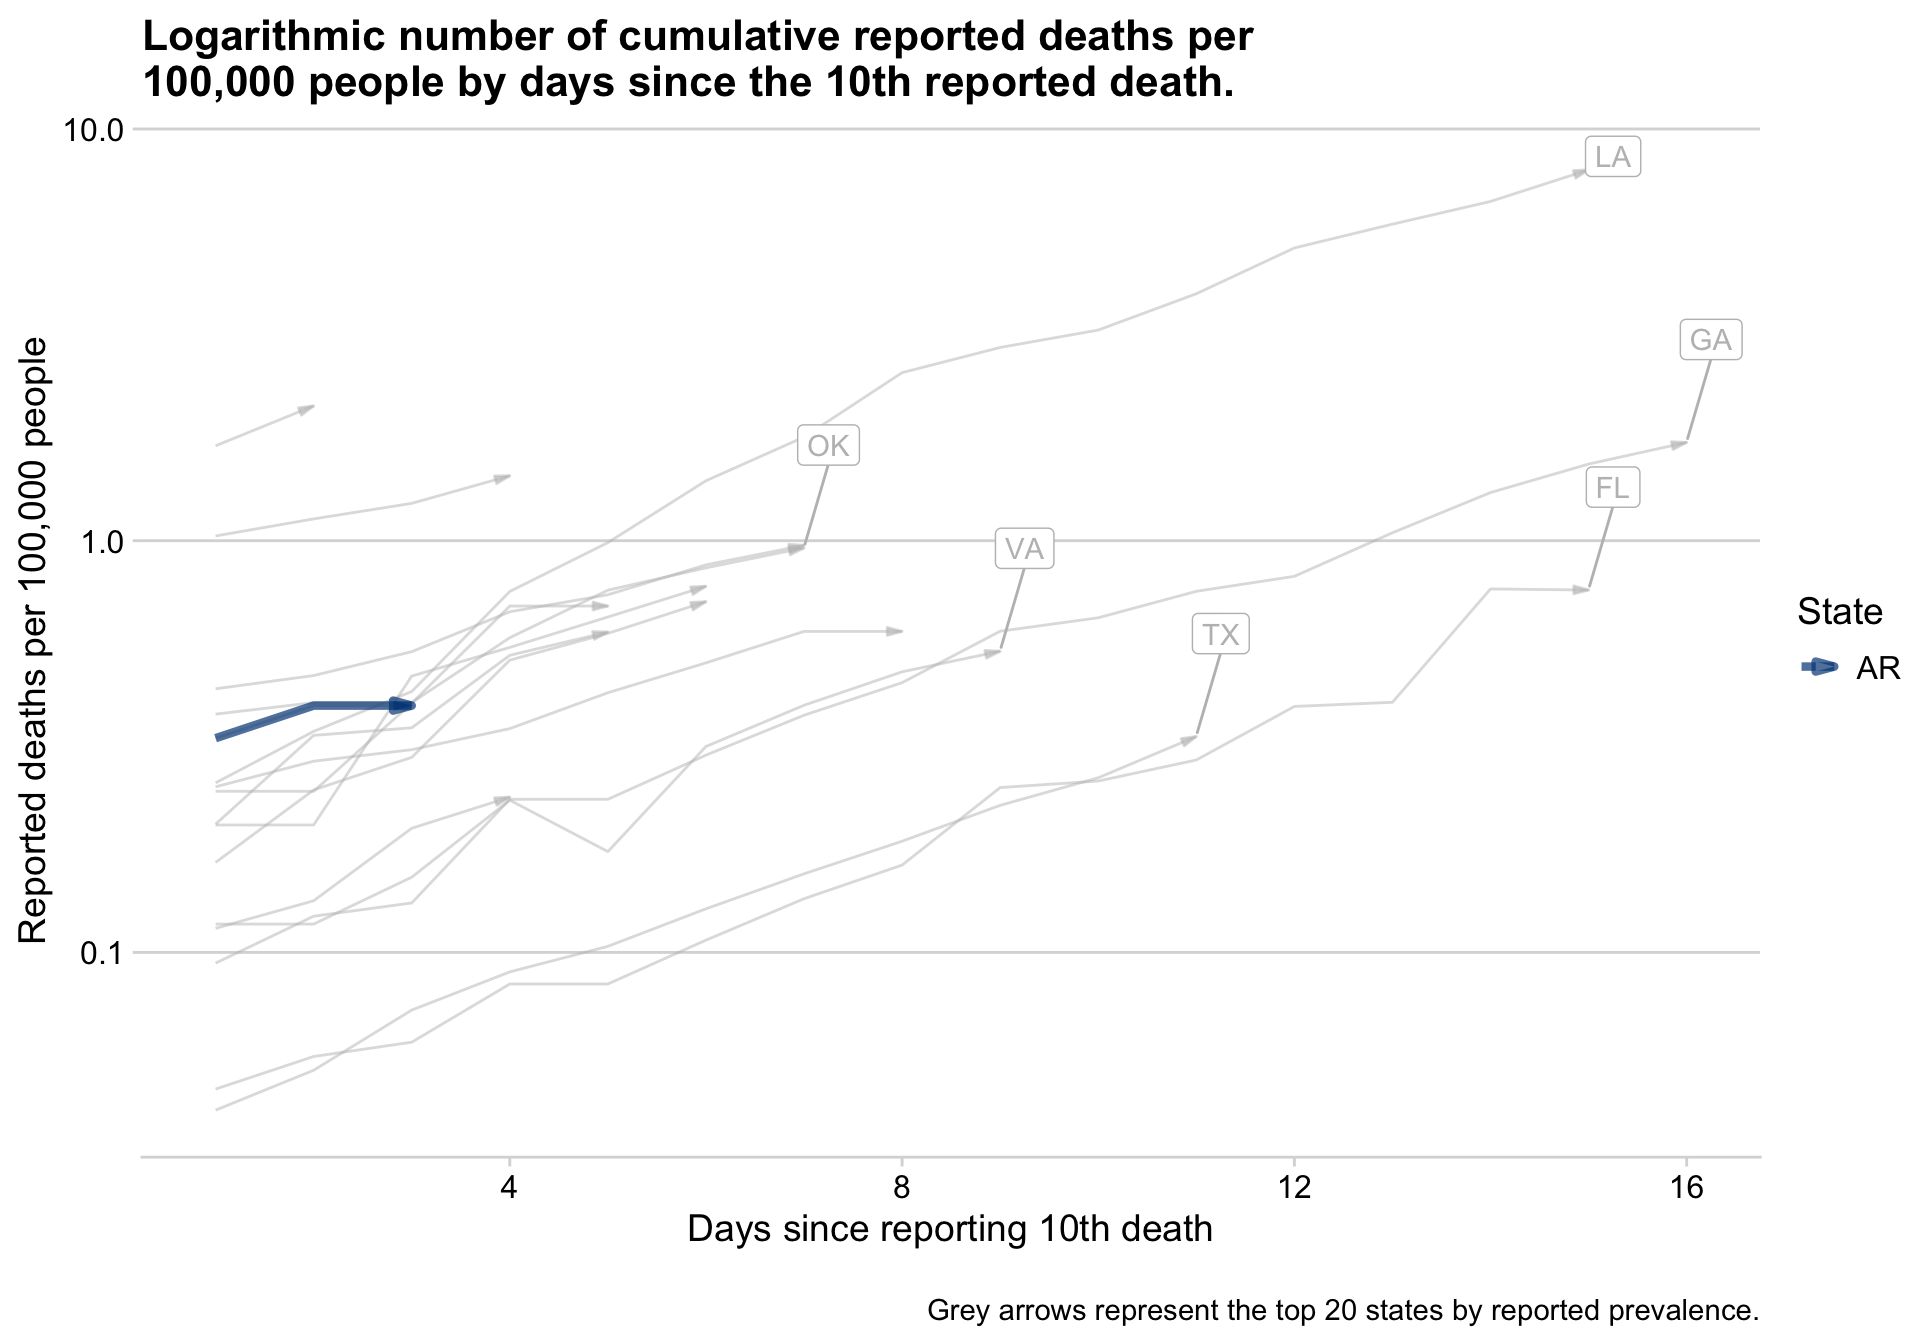 Logarithmic number of cumulative reported deaths per
100,000 people by days since the 10th reported death.
10.0
1.0
0.1
Reported deaths per 100,000 people
LA
GA
OK
FL
VA
TX
State
AR
4
8
12
16
Days since reporting 10th death
Grey arrows represent the top 20 states by reported prevalence.